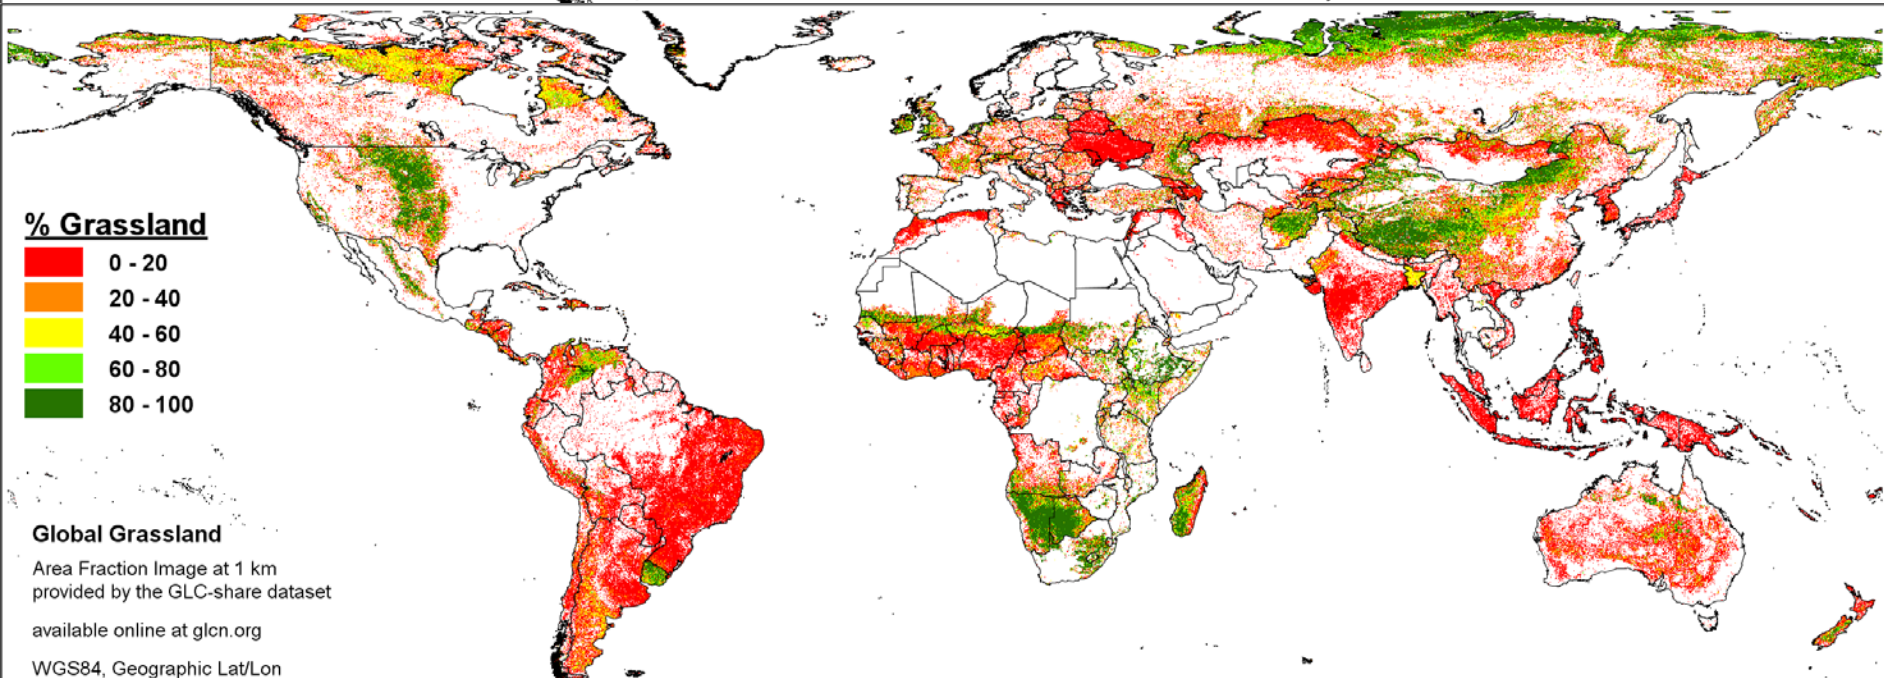 % Grassland
0 - 20
20 - 40
40 - 60
60 - 80
80 - 100
Global Grassland
Area Fraction Image at 1 km
provided by the GLC-share dataset
available online at glcn.org
WGS84, Geographic Lat/Lon